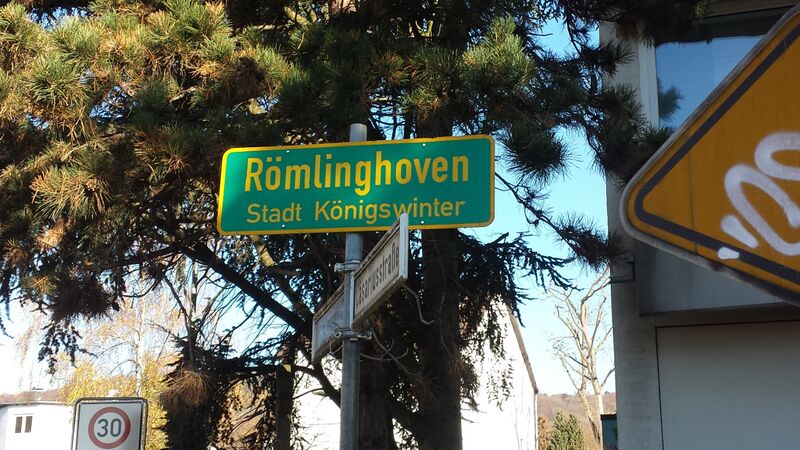 Römlinghoven
Stadt Königswinter
30